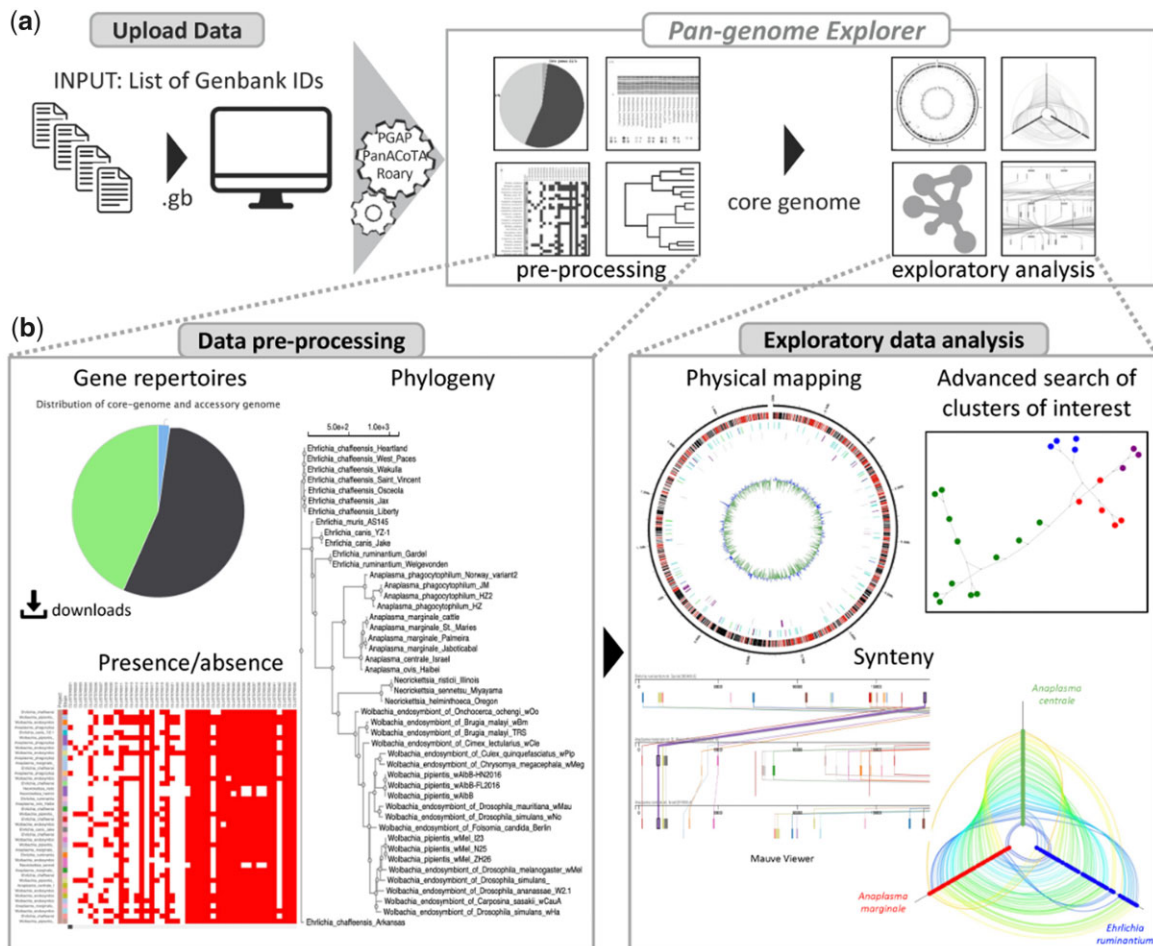 (a)
Upload Data
Pan-genome Explorer
INPUT: List of Genbank IDs
.gb
PGAP
PanACoTA
Roary
core genome
pre-processing
exploratory analysis
(b)
Data pre-processing
Gene repertoires
Distribution of core-genome and accessory genome
downloads
Presence/absence
Phylogeny
5.0e+2
1.0e+3
Ehrlichia_chaffeensis_Heartland
Ehrlichia_chaffeensis_West_Paces
Ehrlichia_chaffeensis_Wakulla
Ehrlichia_chaffeensis_Saint_Vincent
Ehrlichia_chaffeensis_Osceola
Ehrlichia_chaffeensis_Jax
Ehrlichia_chaffeensis_Liberty
Ehrlichia_muris_AS145
Ehrlichia_canis_YZ-1
Ehrlichia_canis_Jake
Ehrlichia_ruminantium_Gardel
Ehrlichia_ruminantium_Welgevonden
Anaplasma_phagocytophilum_Norway_variant2
Anaplasma_phagocytophilum_JM
Anaplasma_phagocytophilum_HZ2
Anaplasma_phagocytophilum_HZ
Anaplasma_marginale_cattle
Anaplasma_marginale_St._Maries
Anaplasma_marginale_Palmeira
Anaplasma_marginale_Jaboticabal
Anaplasma_centrale_Israel
Anaplasma_ovis_Haibei
Neorickettsia_risticii_Illinois
Neorickettsia_sennetsu_Miyayama
Neorickettsia_helminthoeca_Oregon
Wolbachia_endosymbiont_of_Onchocerca_ochengi_wOo
Wolbachia_endosymbiont_of_Brugia_malayi_wBm
Wolbachia_endosymbiont_of_Brugia_malayi_TRS
Wolbachia_endosymbiont_of_Cimex_lectularius_wCle
Wolbachia_endosymbiont_of_Culex_quinquefasciatus_wPip
Wolbachia_endosymbiont_of_Chrysomya_megacephala_wMeg
Wolbachia_pipientis_wAlbB-HN2016
Wolbachia_pipientis_wAlbB-FL2016
Wolbachia_pipientis_wAlbB
Wolbachia_endosymbiont_of_Drosophila_mauritiana_wMau
Wolbachia_endosymbiont_of_Drosophila_simulans_wNo
Wolbachia_endosymbiont_of_Folsomia_candida_Berlin
Wolbachia_pipientis_wMel_I23
Wolbachia_pipientis_wMel_N25
Wolbachia_pipientis_wMel_ZH26
Wolbachia_endosymbiont_of_Drosophila_melanogaster_wMel
Wolbachia_endosymbiont_of_Drosophila_simulans_
Wolbachia_endosymbiont_of_Drosophila_ananassae_W2.1
Wolbachia_endosymbiont_of_Carposina_sasakii_wCauA
Wolbachia_endosymbiont_of_Drosophila_simulans_wHa
Ehrlichia_chaffeensis_Arkansas
Exploratory data analysis
Physical mapping
Advanced search of
clusters of interest
Synteny
Mauve Viewer
Anaplasma
centrale
Anaplasma
marginale
Ehrlichia
ruminantium